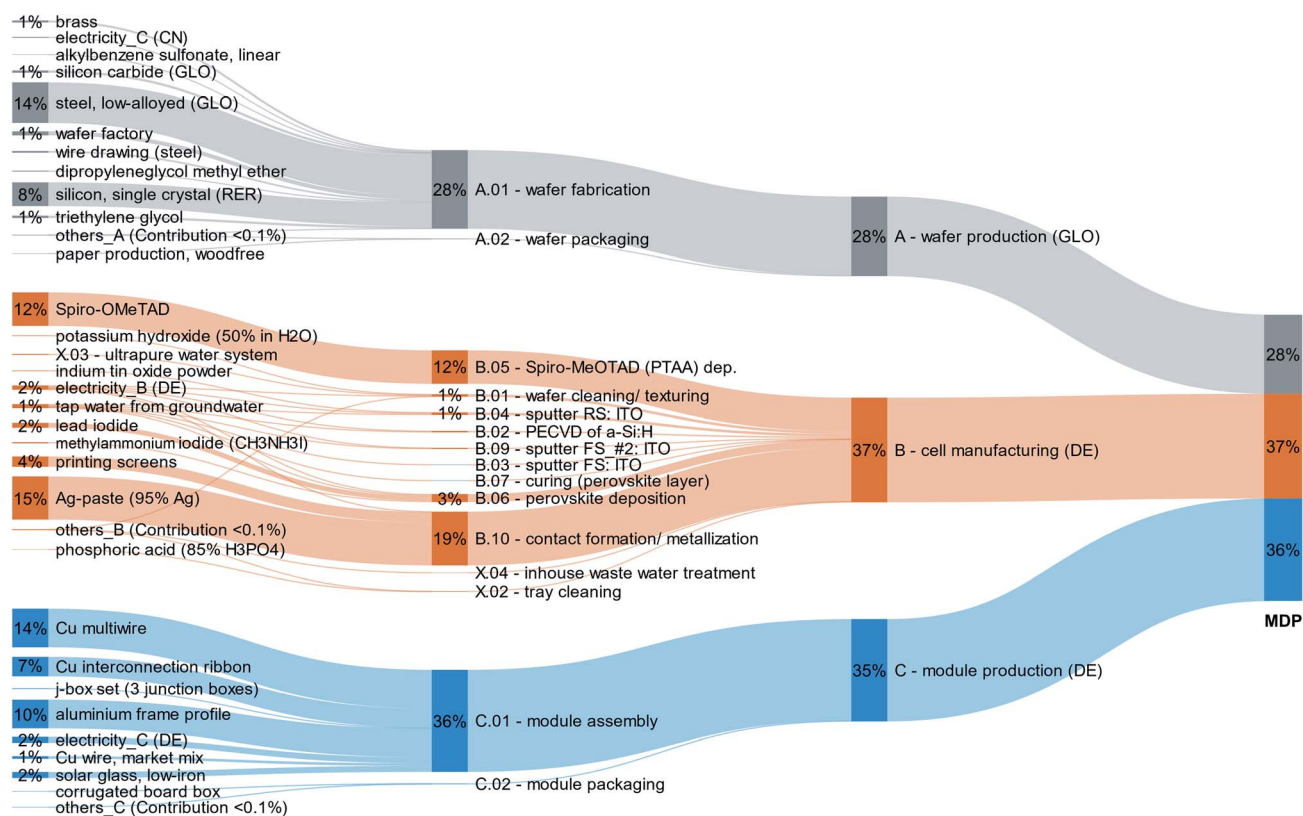 1% brass
electricity_C (CN)
alkylbenzene sulfonate, linear
1% silicon carbide (GLO)
14% steel, low-alloyed (GLO)
1% wafer factory
wire drawing (steel)
dipropyleneglycol methyl ether
8% silicon, single crystal (RER)
1% triethylene glycol
others_A (Contribution <0.1%)
paper production, woodfree
28% A.01 - wafer fabrication
A.02 - wafer packaging
28% A - wafer production (GLO)
12% Spiro-OMeTAD
potassium hydroxide (50% in H2O)
X.03 - ultrapure water system
indium tin oxide powder
2% electricity_B (DE)
1% tap water from groundwater
2% lead iodide
methylammonium iodide (CH3NH3I)
4% printing screens
15% Ag-paste (95% Ag)
others_B (Contribution <0.1%)
phosphoric acid (85% H3PO4)
12% B.05 - Spiro-MeOTAD (PTAA) dep.
1% B.01 - wafer cleaning/ texturing
1% B.04 - sputter RS: ITO
B.02 - PECVD of a-Si:H
B.09 - sputter FS_#2: ITO
B.03 - sputter FS: ITO
B.07 - curing (perovskite layer)
3% B.06 - perovskite deposition
19% B.10 - contact formation/ metallization
X.04 - inhouse waste water treatment
X.02 - tray cleaning
37% B - cell manufacturing (DE)
14% Cu multiwire
7% Cu interconnection ribbon
j-box set (3 junction boxes)
10% aluminium frame profile
2% electricity_C (DE)
1% Cu wire, market mix
2% solar glass, low-iron
corrugated board box
others_C (Contribution <0.1%)
36% C.01 - module assembly
C.02 - module packaging
35% C - module production (DE)
28%
37%
36%
MDP